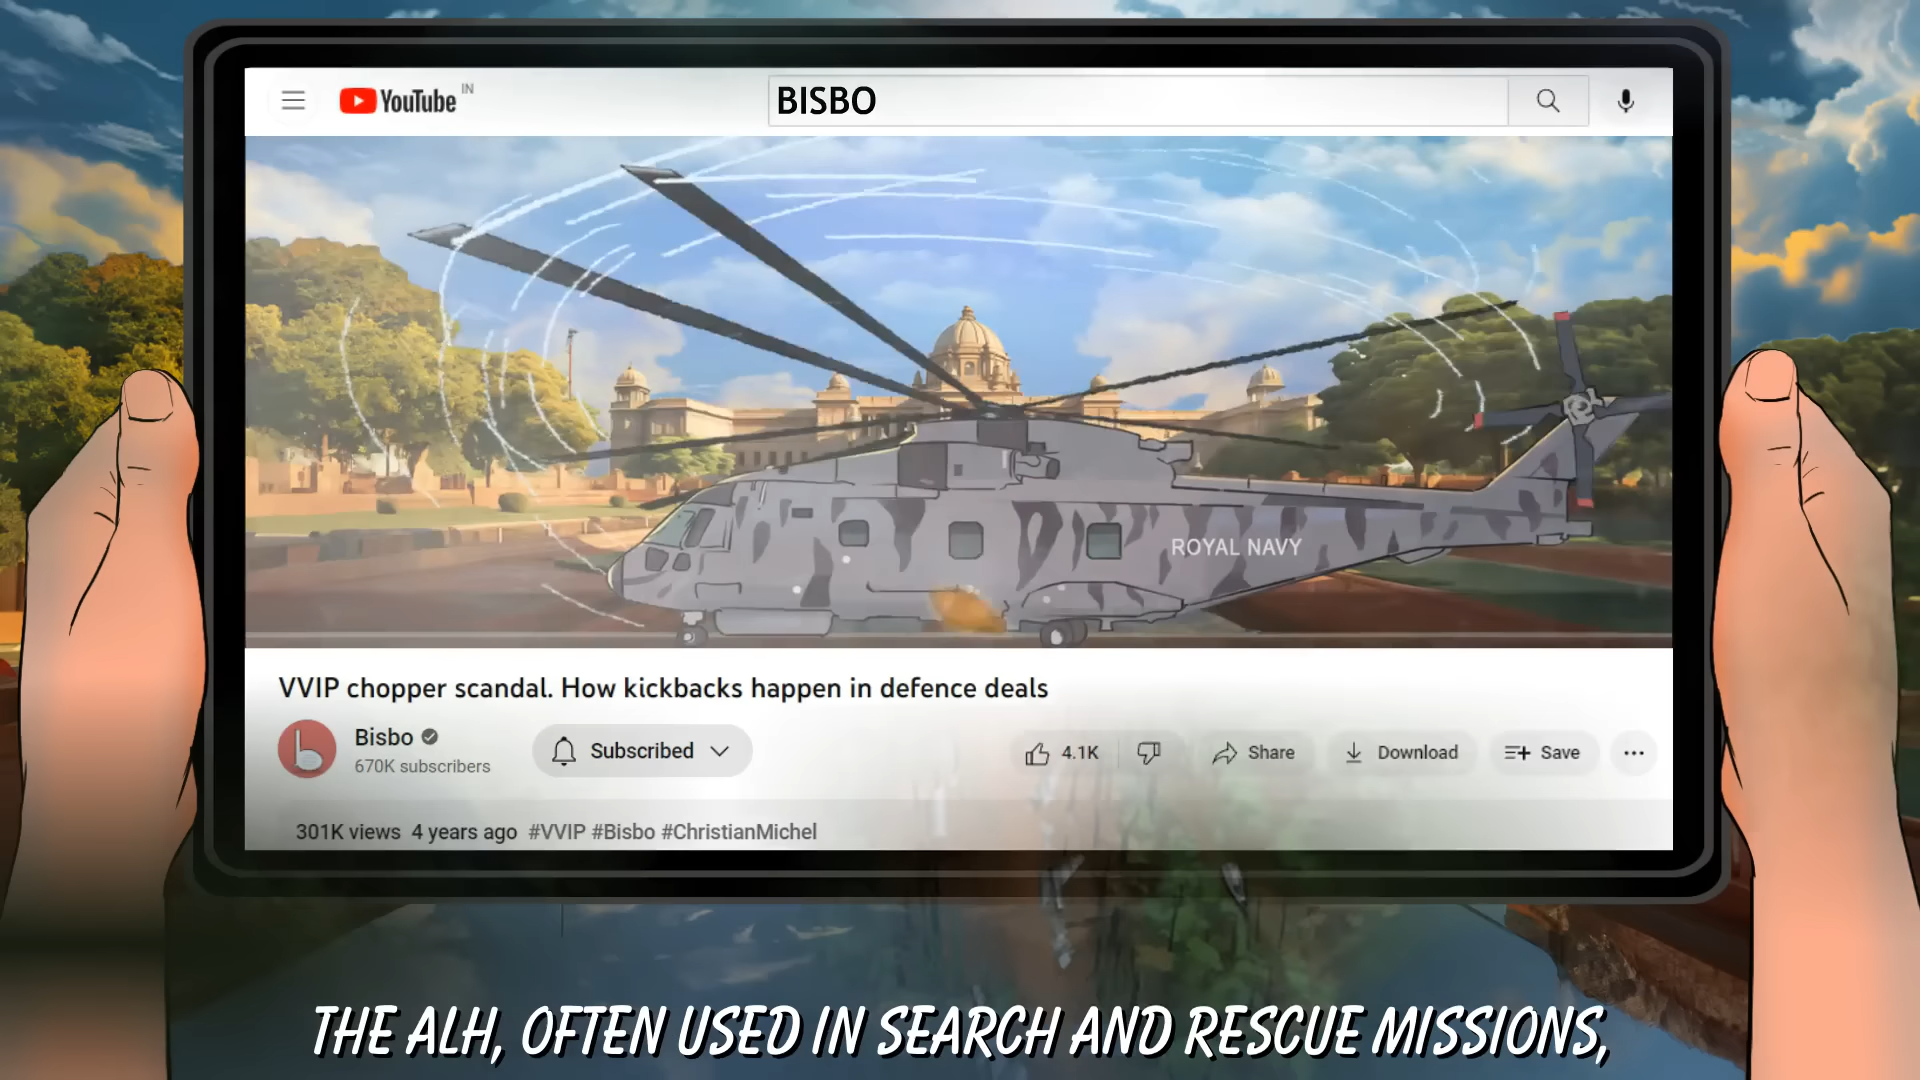 YouTube IN
BISBO
ROYAL NAVY
VVIP chopper scandal. How kickbacks happen in defence deals
Bisbo
670K subscribers
Subscribed
4.1K
Share
Download
Save
301K views 4 years ago #VVIP #Bisbo #ChristianMichel
THE ALH, OFTEN USED IN SEARCH AND RESCUE MISSIONS,